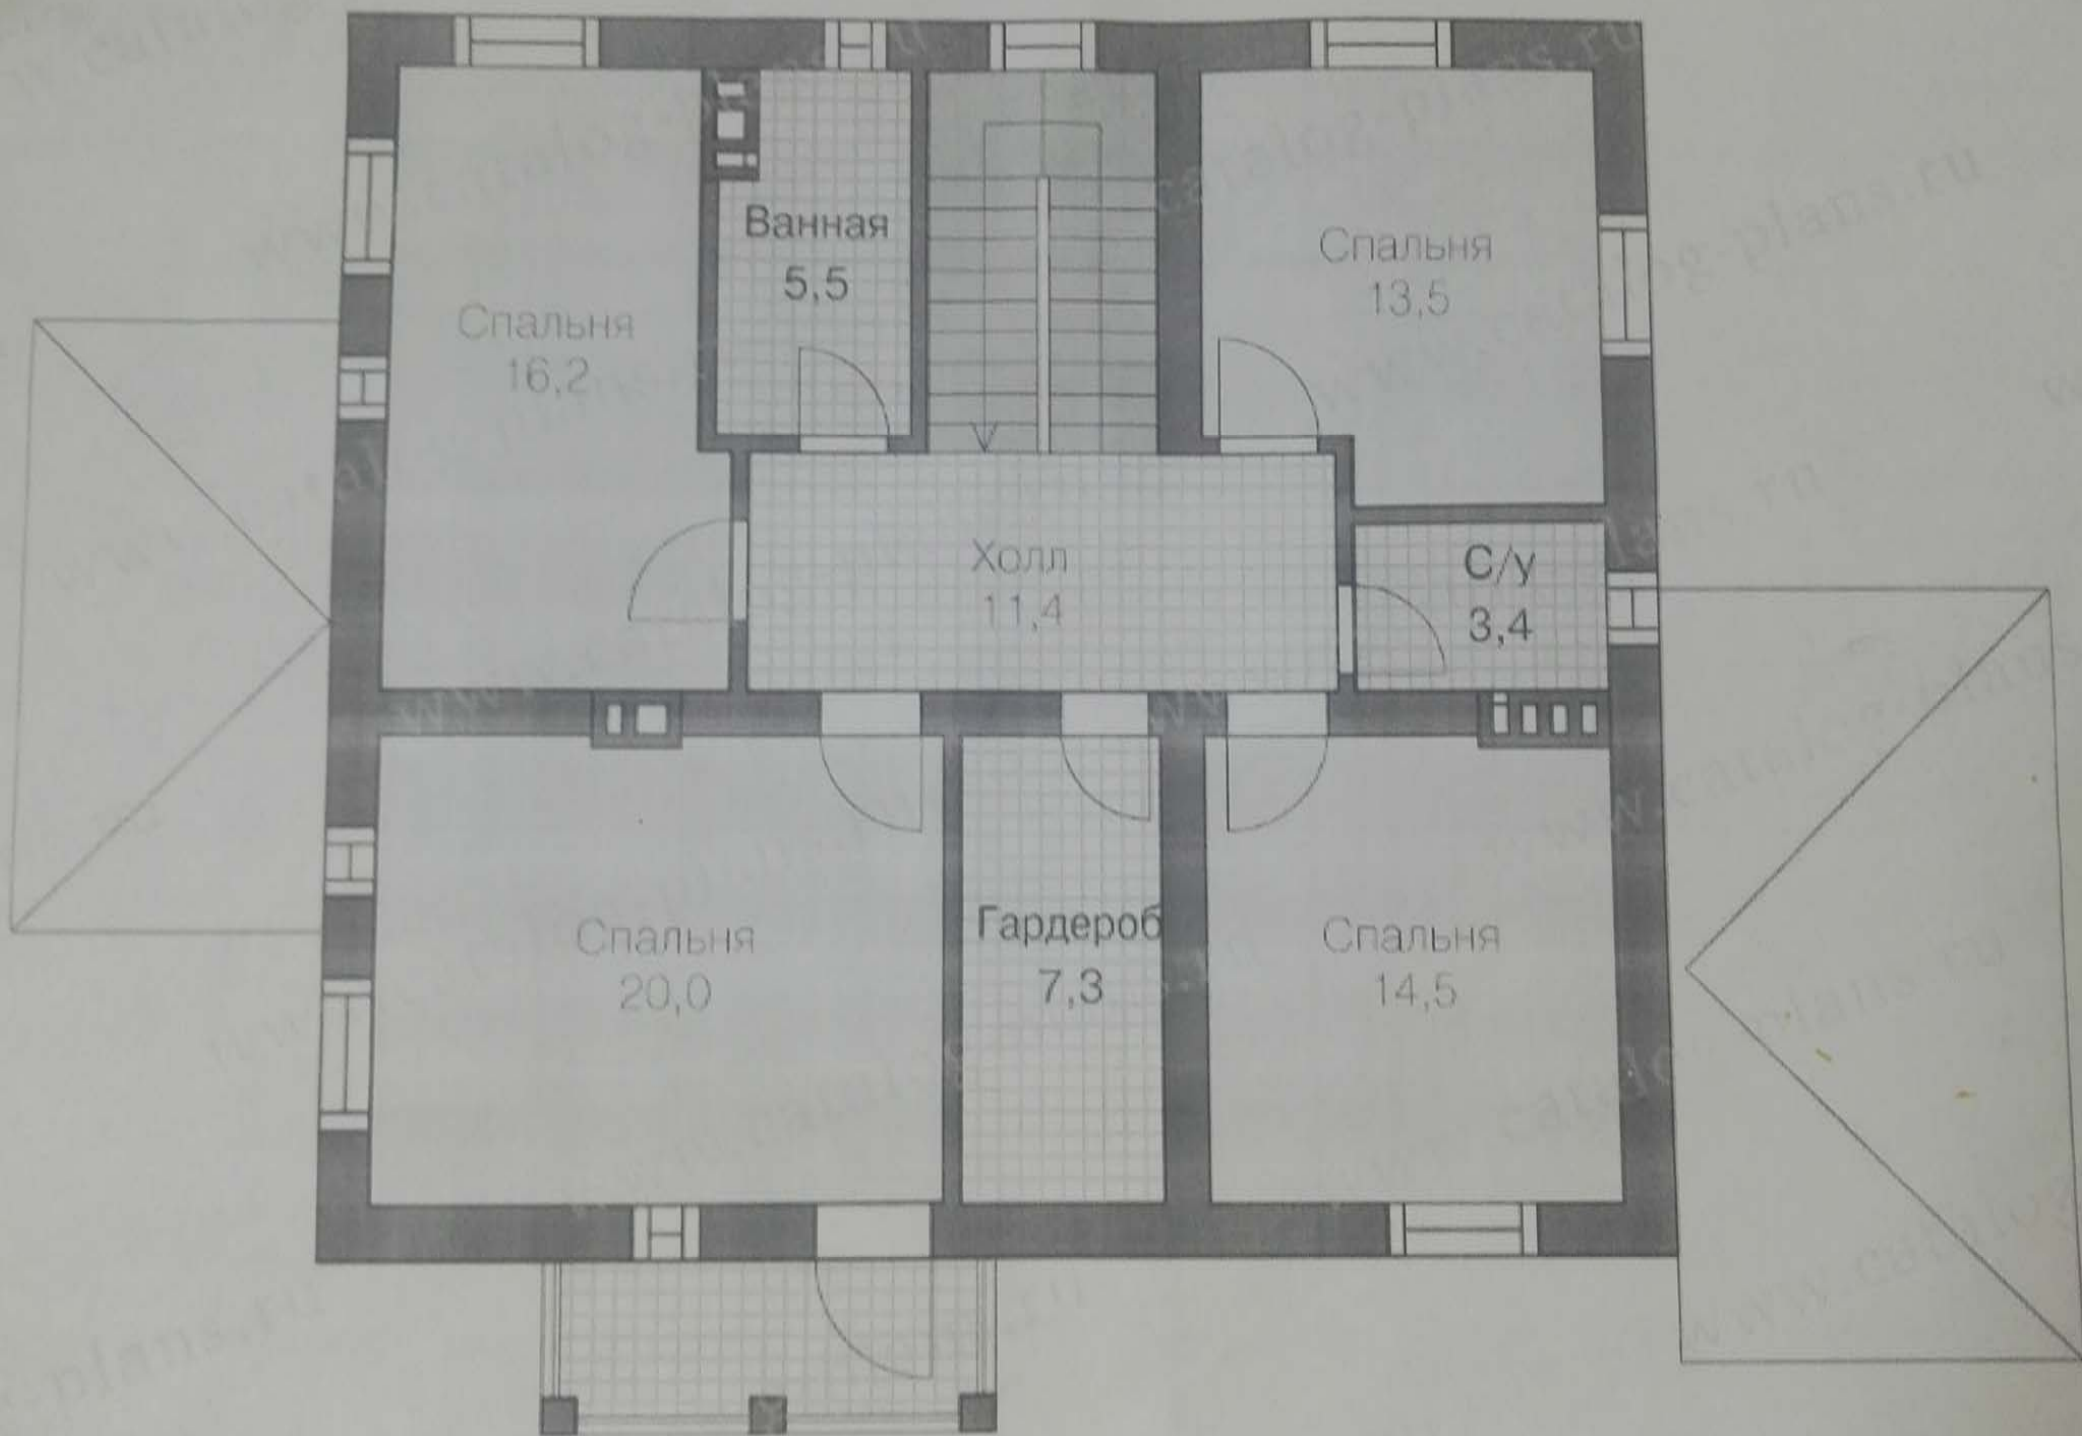 Ванная
5,5
Спальня
13,5
Спальня
16,2
Холл
11,4
С/у
3,4
Спальня
20,0
Гардероб
7,3
Спальня
14,5